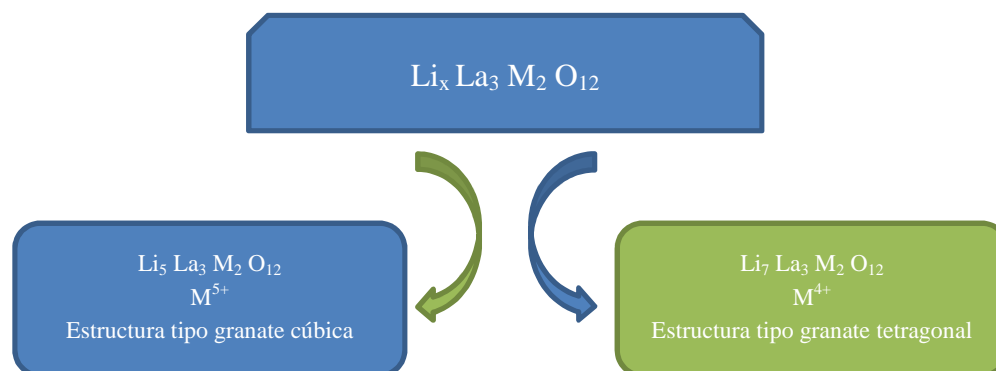 Liₓ La₃ M₂ O₁₂
Li₅ La₃ M₂ O₁₂
M⁵⁺
Estructura tipo granate cúbica
Li₇ La₃ M₂ O₁₂
M⁴⁺
Estructura tipo granate tetragonal